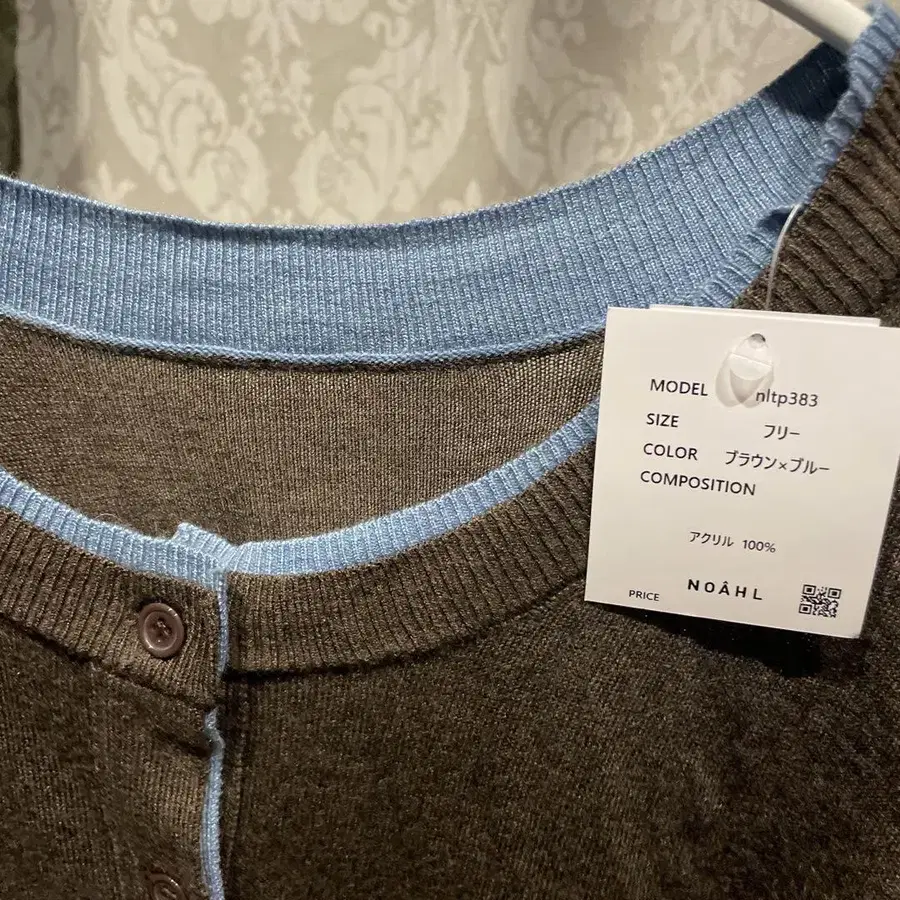 MODEL nltp383
SIZE フリー
COLOR ブラウン×ブルー
COMPOSITION
アクリル 100%
PRICE NOÂHL